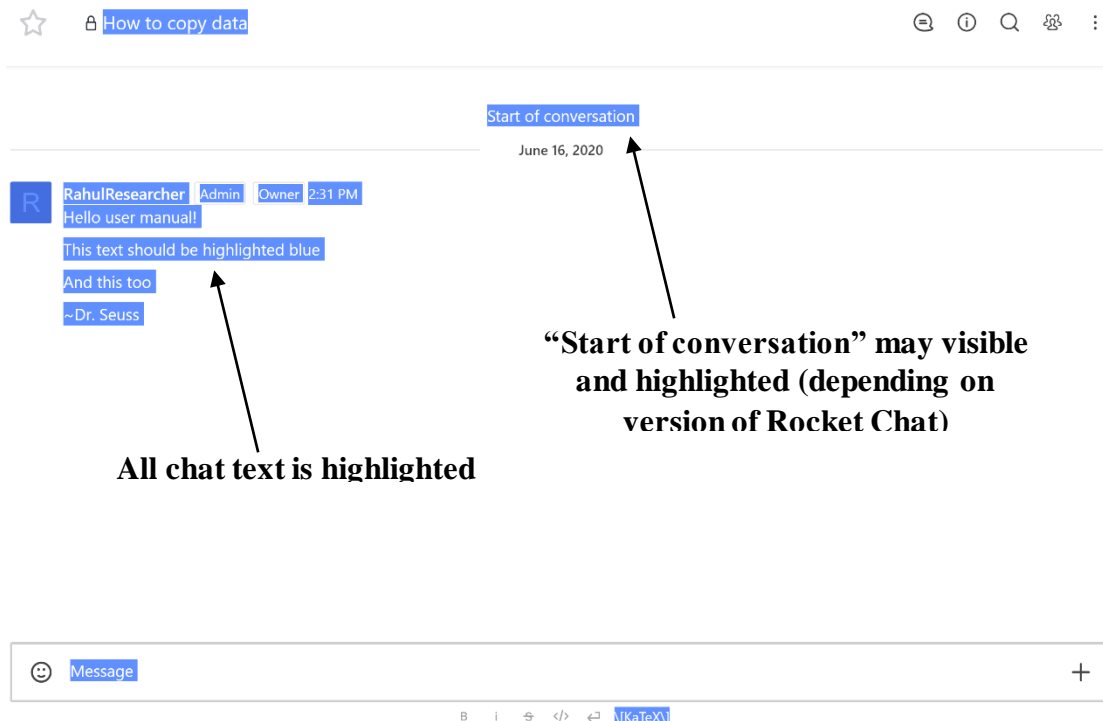 How to copy data
Start of conversation
June 16, 2020
R
RahulResearcher Admin Owner 2:31 PM
Hello user manual!
This text should be highlighted blue
And this too
~Dr. Seuss
“Start of conversation” may visible
and highlighted (depending on
version of Rocket Chat)
All chat text is highlighted
Message
B i S </> \[KaTeX\]